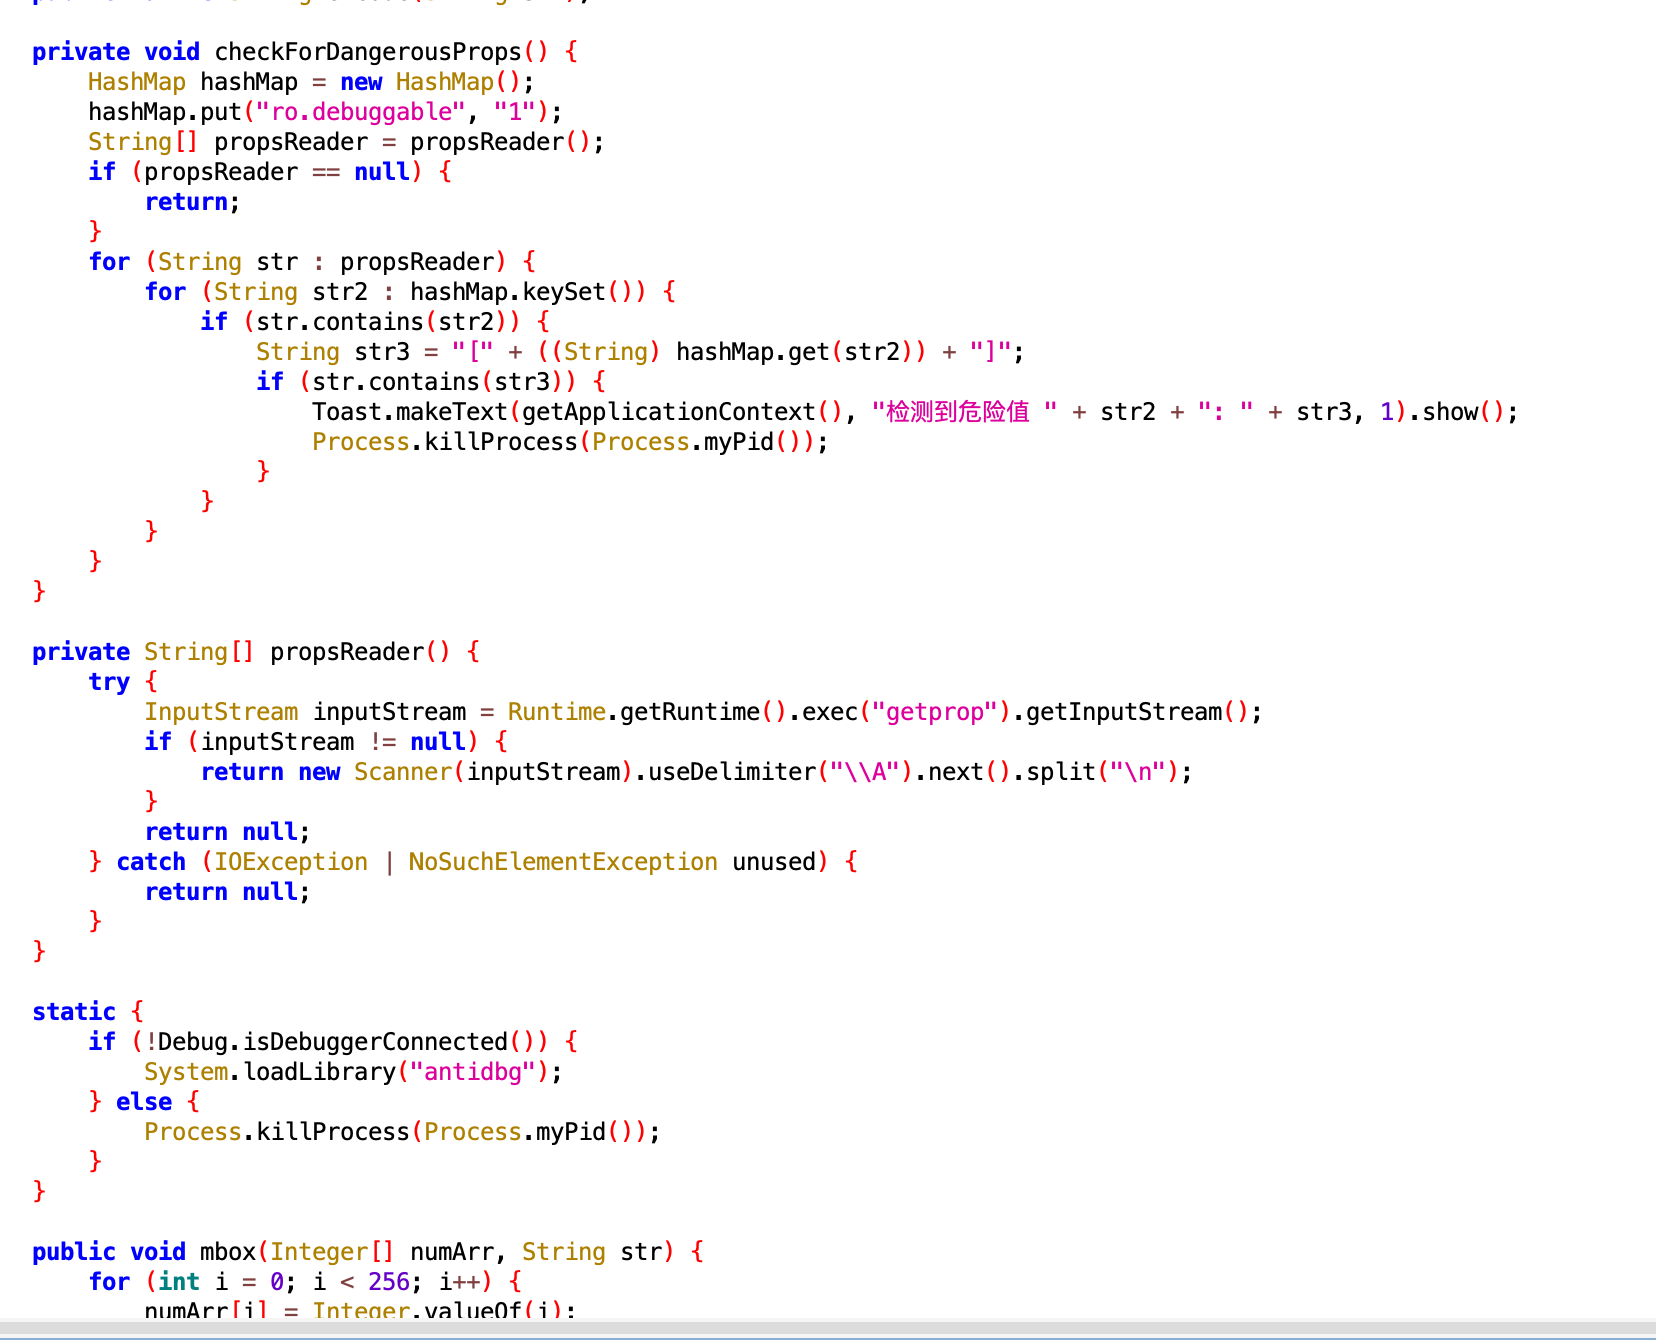 private void checkForDangerousProps() {
    HashMap hashMap = new HashMap();
    hashMap.put("ro.debuggable", "1");
    String[] propsReader = propsReader();
    if (propsReader == null) {
        return;
    }
    for (String str : propsReader) {
        for (String str2 : hashMap.keySet()) {
            if (str.contains(str2)) {
                String str3 = "[" + ((String) hashMap.get(str2)) + "]";
                if (str.contains(str3)) {
                    Toast.makeText(getApplicationContext(), "检测到危险值 " + str2 + ": " + str3, 1).show();
                    Process.killProcess(Process.myPid());
                }
            }
        }
    }
}
private String[] propsReader() {
    try {
        InputStream inputStream = Runtime.getRuntime().exec("getprop").getInputStream();
        if (inputStream != null) {
            return new Scanner(inputStream).useDelimiter("\\A").next().split("\n");
        }
        return null;
    } catch (IOException | NoSuchElementException unused) {
        return null;
    }
}
static {
    if (!Debug.isDebuggerConnected()) {
        System.loadLibrary("antidbg");
    } else {
        Process.killProcess(Process.myPid());
    }
}
public void mbox(Integer[] numArr, String str) {
    for (int i = 0; i < 256; i++) {
        numArr[i] = Integer.valueOf(i);